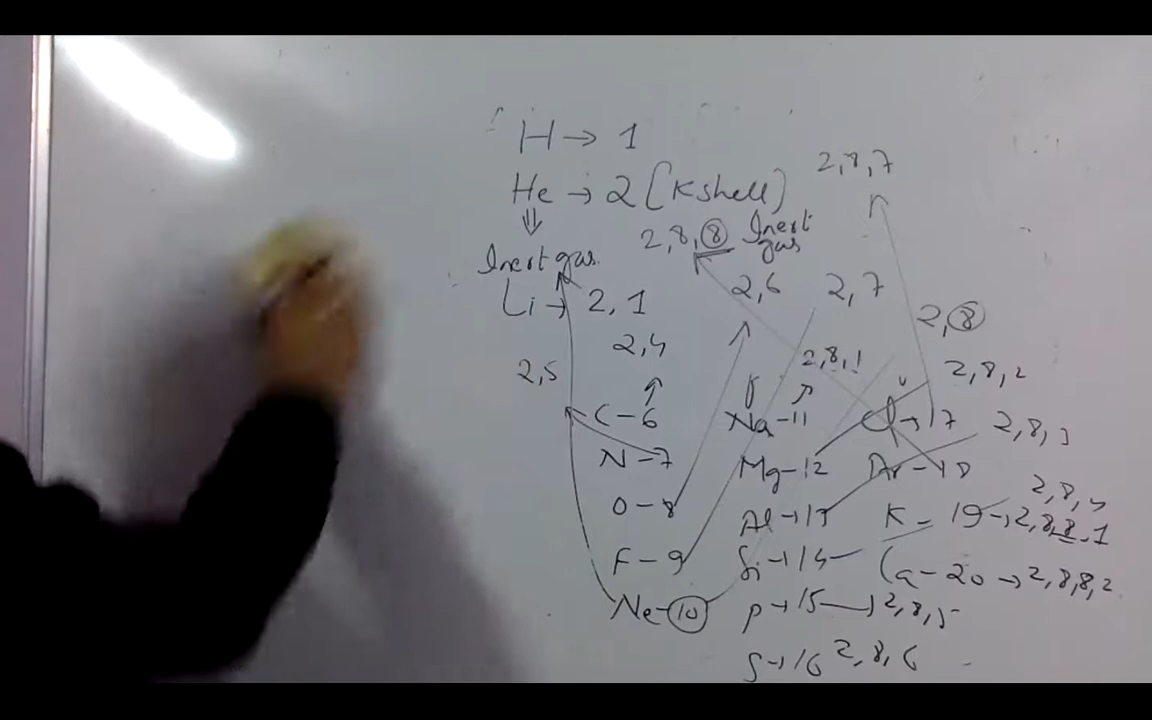 H → 1
2,8,7
He → 2 (K shell)
⇓
2,8,8 Inert gas
Inert gas
2,6
2,7
Li → 2,1
2,8
2,4
2,8,1
2,5
2,8,2
C - 6
Na - 11
Cl → 17
2,8,3
N - 7
Mg - 12
Ar - 18
2,8,4
O - 8
Al → 13
K - 19 → 2,8,8,1
F - 9
Si → 14
Ca - 20 → 2,8,8,2
Ne - 10
P → 15 → 2,8,5
S → 16 2,8,6